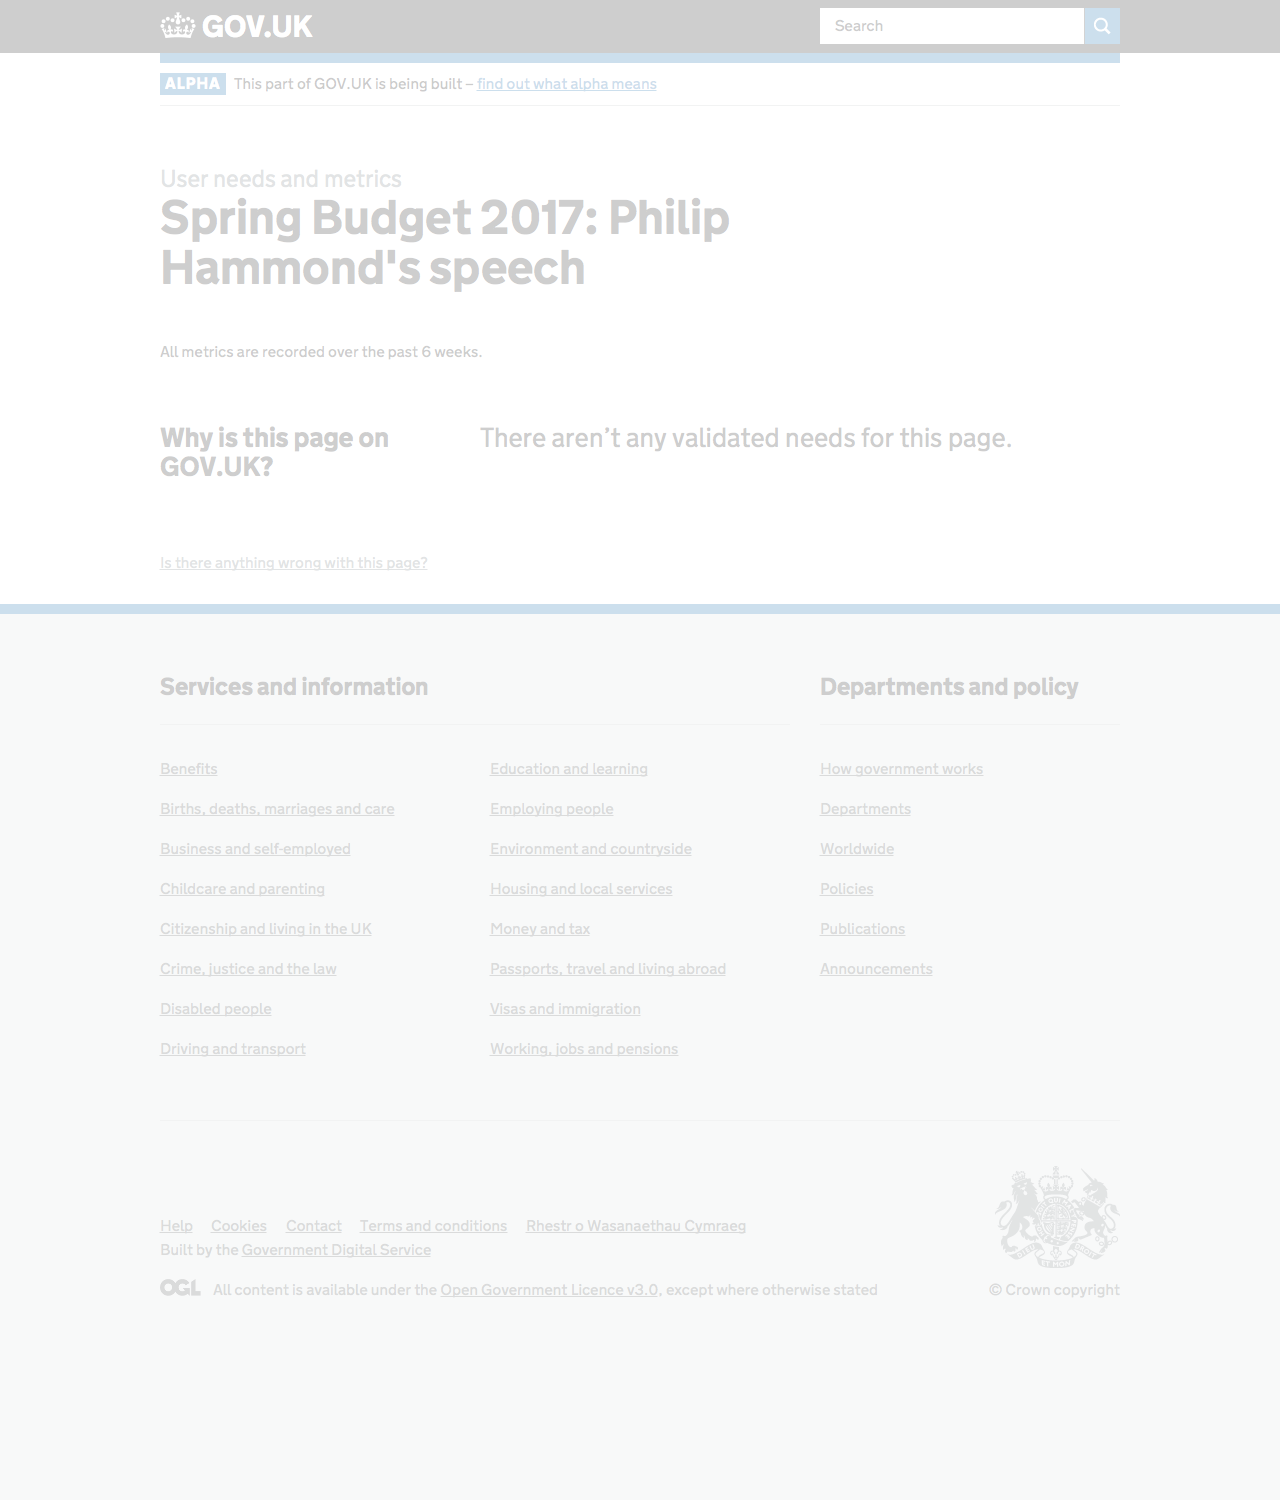 GOV.UK
Search
ALPHA This part of GOV.UK is being built – find out what alpha means
User needs and metrics
Spring Budget 2017: Philip
Hammond's speech
All metrics are recorded over the past 6 weeks.
Why is this page on
GOV.UK?
There aren’t any validated needs for this page.
Is there anything wrong with this page?
Services and information
Departments and policy
Benefits
Births, deaths, marriages and care
Business and self-employed
Childcare and parenting
Citizenship and living in the UK
Crime, justice and the law
Disabled people
Driving and transport
Education and learning
Employing people
Environment and countryside
Housing and local services
Money and tax
Passports, travel and living abroad
Visas and immigration
Working, jobs and pensions
How government works
Departments
Worldwide
Policies
Publications
Announcements
Help Cookies Contact Terms and conditions Rhestr o Wasanaethau Cymraeg
Built by the Government Digital Service
OGL All content is available under the Open Government Licence v3.0, except where otherwise stated
© Crown copyright